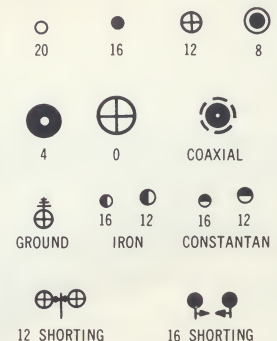 20 16 12 8
4 0 COAXIAL
16 12 16 12
GROUND IRON CONSTANTAN
12 SHORTING 16 SHORTING